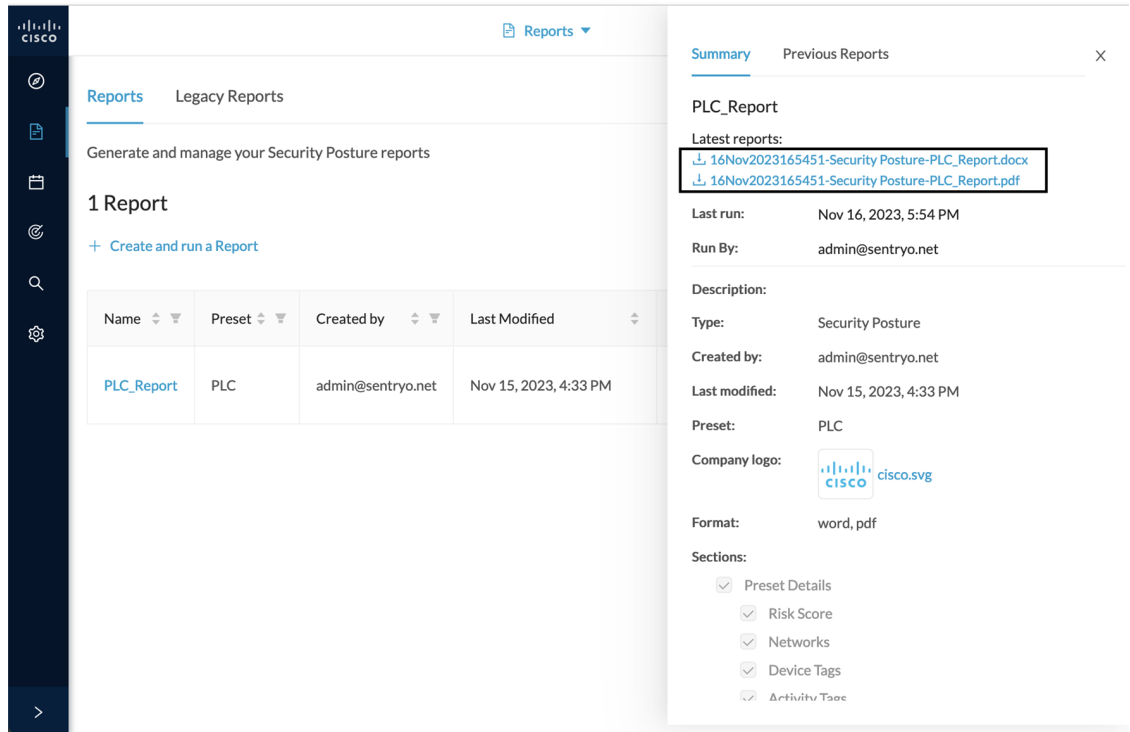 CISCO
Reports
Reports Legacy Reports
Generate and manage your Security Posture reports
1 Report
+ Create and run a Report
Name Preset Created by Last Modified
PLC_Report PLC admin@sentryo.net Nov 15, 2023, 4:33 PM
Summary Previous Reports
PLC_Report
Latest reports:
16Nov2023165451-Security Posture-PLC_Report.docx
16Nov2023165451-Security Posture-PLC_Report.pdf
Last run: Nov 16, 2023, 5:54 PM
Run By: admin@sentryo.net
Description:
Type: Security Posture
Created by: admin@sentryo.net
Last modified: Nov 15, 2023, 4:33 PM
Preset: PLC
Company logo: CISCO cisco.svg
Format: word, pdf
Sections:
Preset Details
Risk Score
Networks
Device Tags
Activity Tags